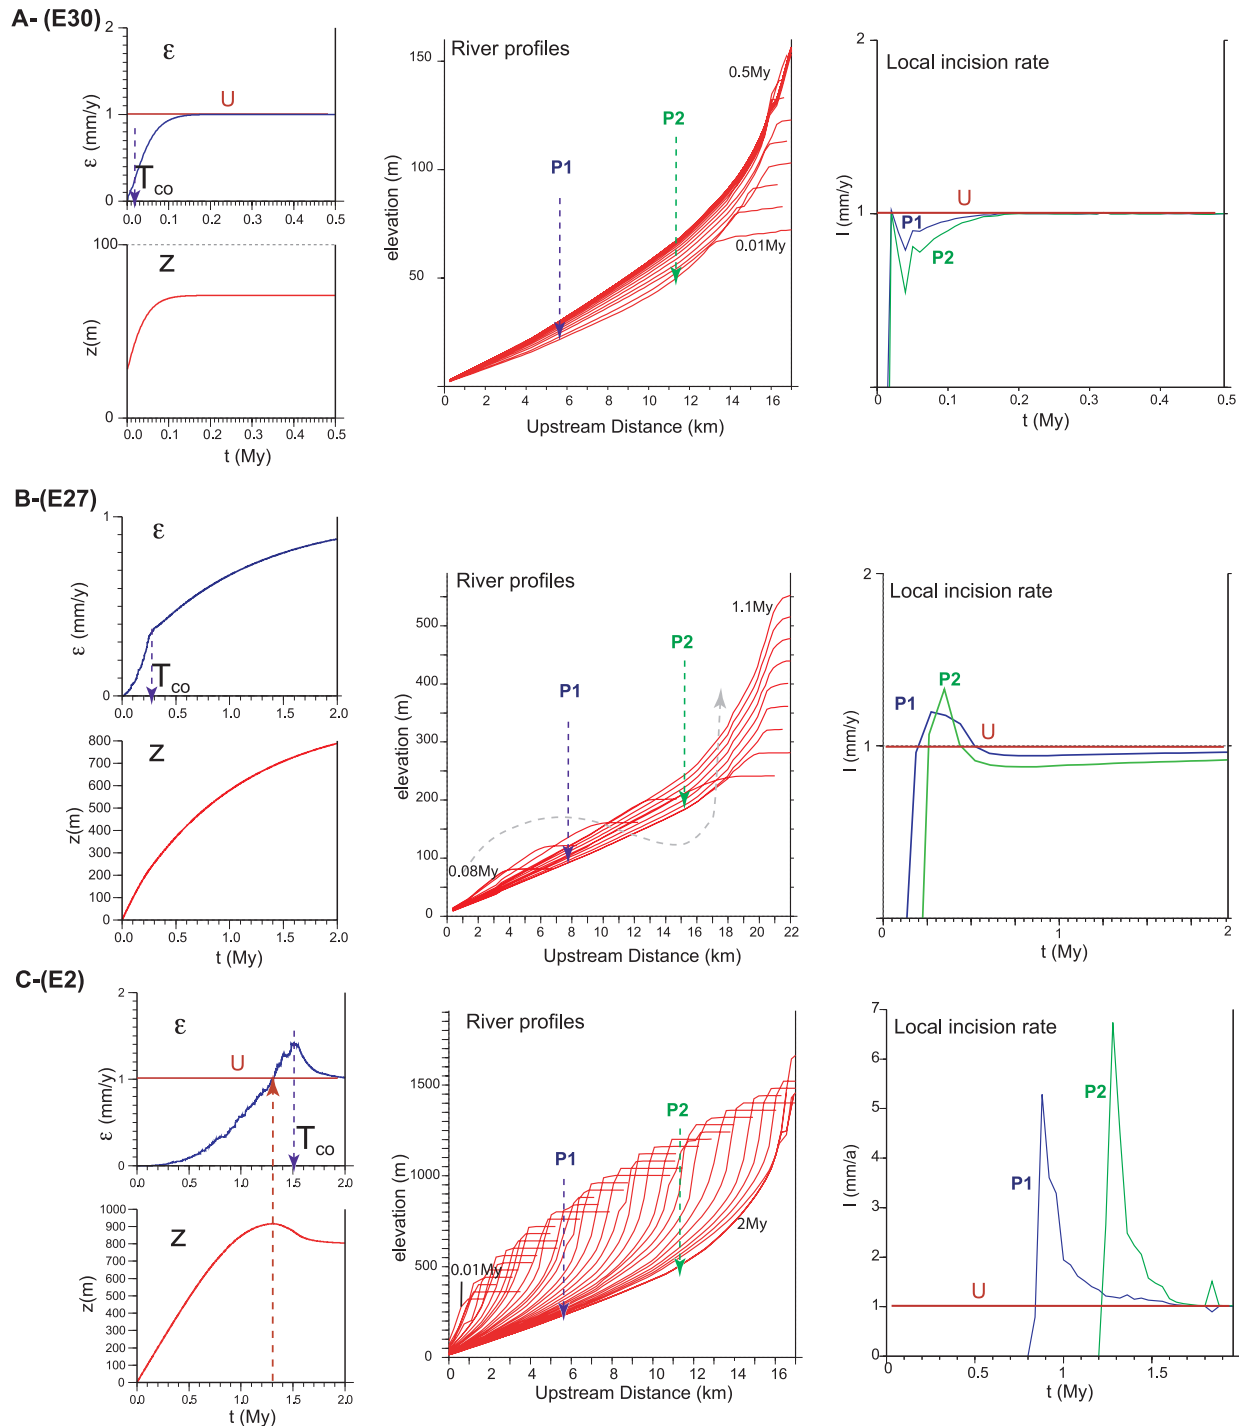 A- (E30)
2
ε
U
1
ε (mm/y)
T co
0
0.0 0.1 0.2 0.3 0.4 0.5
100
z
z(m)
0
0.0 0.1 0.2 0.3 0.4 0.5
t (My)
River profiles
150
0.5My
P2
P1
100
elevation (m)
0.01My
50
0 2 4 6 8 10 12 14 16
Upstream Distance (km)
2
Local incision rate
I (mm/y)
U
1
P1
P2
0 0.1 0.2 0.3 0.4 0.5
t (My)
B-(E27)
1
ε
ε (mm/y)
T co
0
0.0 0.5 1.0 1.5 2.0
800
z
700
600
500
z(m)
400
300
200
100
0
0.0 0.5 1.0 1.5 2.0
t (My)
River profiles
1.1My
500
P2
400
P1
elevation (m)
300
200
0.08My
100
0
0 2 4 6 8 10 12 14 16 18 20 22
Upstream Distance (km)
2
Local incision rate
P2
P1
U
I (mm/y)
1
0 1 2
t (My)
C-(E2)
2
ε
U
1
ε (mm/y)
T co
0
0.0 0.5 1.0 1.5 2.0
1000
z
900
800
700
600
z(m)
500
400
300
200
100
0
0.0 0.5 1.0 1.5 2.0
t (My)
River profiles
1500
P2
P1
elevation (m)
1000
2My
0.01My
500
0
0 2 4 6 8 10 12 14 16
Upstream Distance (km)
7
Local incision rate
6
5
P2
I (mm/a)
4
P1
3
2
U
1
0
0 0.5 1 1.5
t (My)